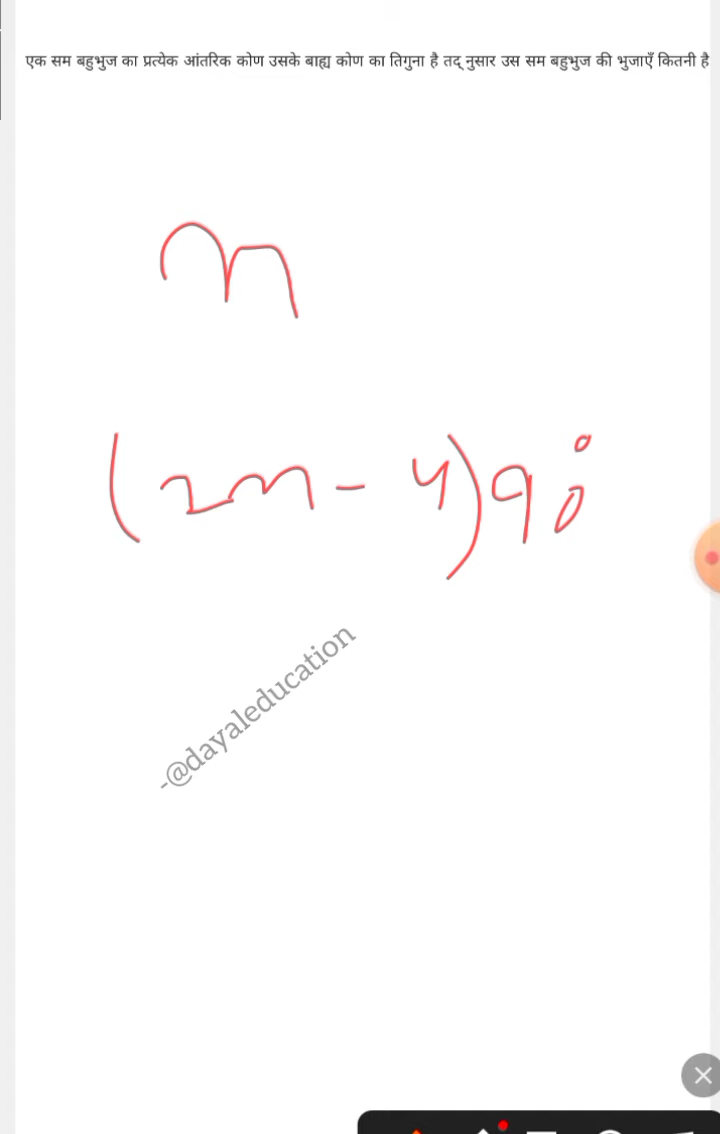 एक सम बहुभुज का प्रत्येक आंतरिक कोण उसके बाह्य कोण का तिगुना है तद् नुसार उस सम बहुभुज की भुजाएँ कितनी है
n
(2n - 4)90°
-@dayaleducation